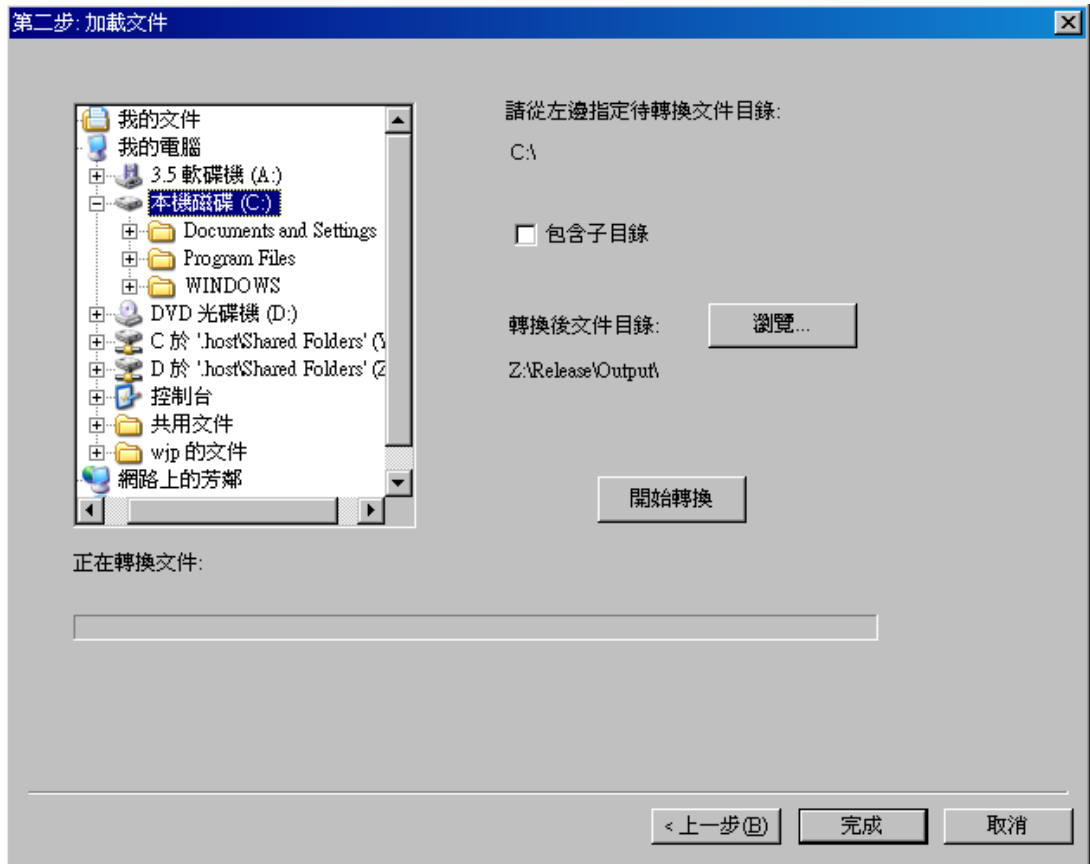 第二步: 加載文件
我的文件
我的電腦
3.5 軟碟機 (A:)
本機磁碟 (C:)
Documents and Settings
Program Files
WINDOWS
DVD 光碟機 (D:)
C 於 '.host\Shared Folders' (Y
D 於 '.host\Shared Folders' (Z
控制台
共用文件
wjp 的文件
網路上的芳鄰
請從左邊指定待轉換文件目錄:
C:\
包含子目錄
轉換後文件目錄:
瀏覽...
Z:\Release\Output\
開始轉換
正在轉換文件:
< 上一步(B)
完成
取消